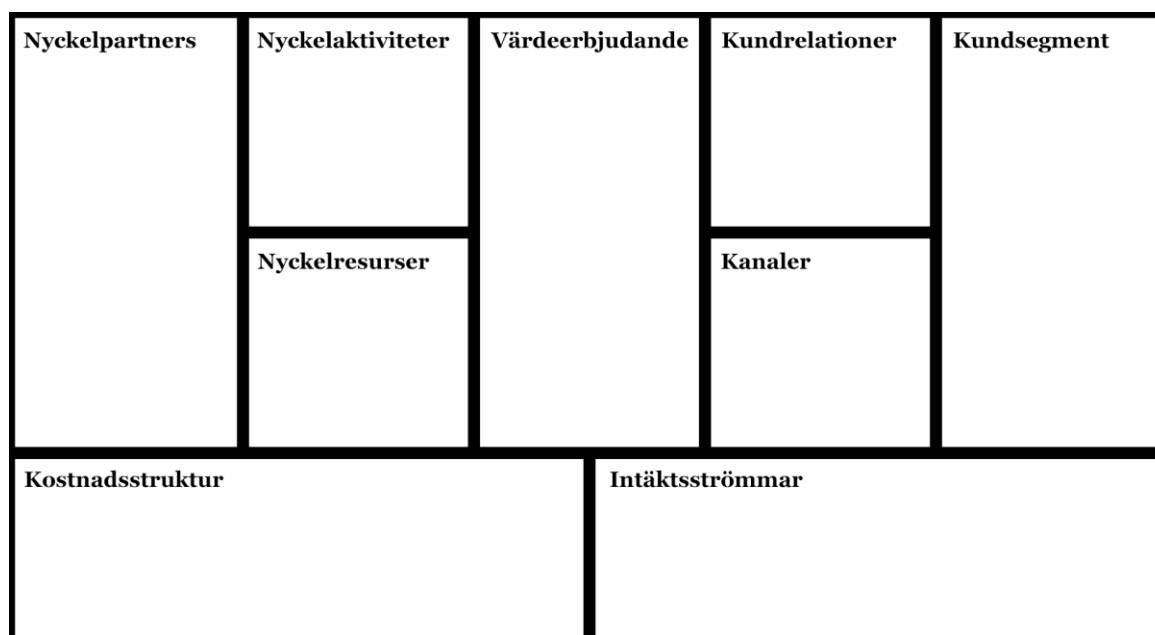 Nyckelpartners
Nyckelaktiviteter
Värdeerbjudande
Kundrelationer
Kundsegment
Nyckelresurser
Kanaler
Kostnadsstruktur
Intäktsströmmar